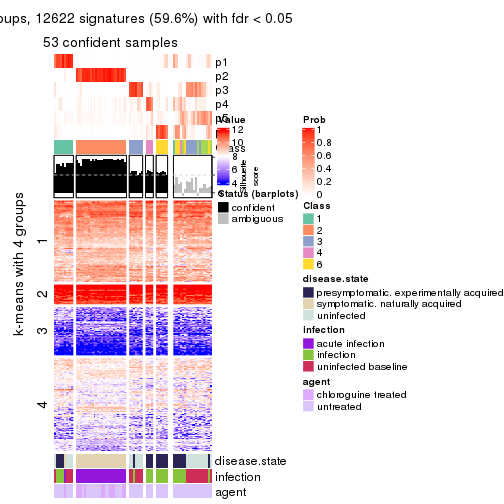 oups, 12622 signatures (59.6%) with fdr < 0.05
53 confident samples
p1
p2
p3
p4
Value
12
10
8
6
4
Silhouette
score
Status (barplots)
confident
ambiguous
Prob
1
0.8
0.6
0.4
0.2
0
Class
1
2
3
4
6
disease.state
presymptomatic, experimentally acquired
symptomatic, naturally acquired
uninfected
infection
acute infection
infection
uninfected baseline
agent
chloroguine treated
untreated
k-means with 4 groups
1
2
3
4
disease.state
infection
agent